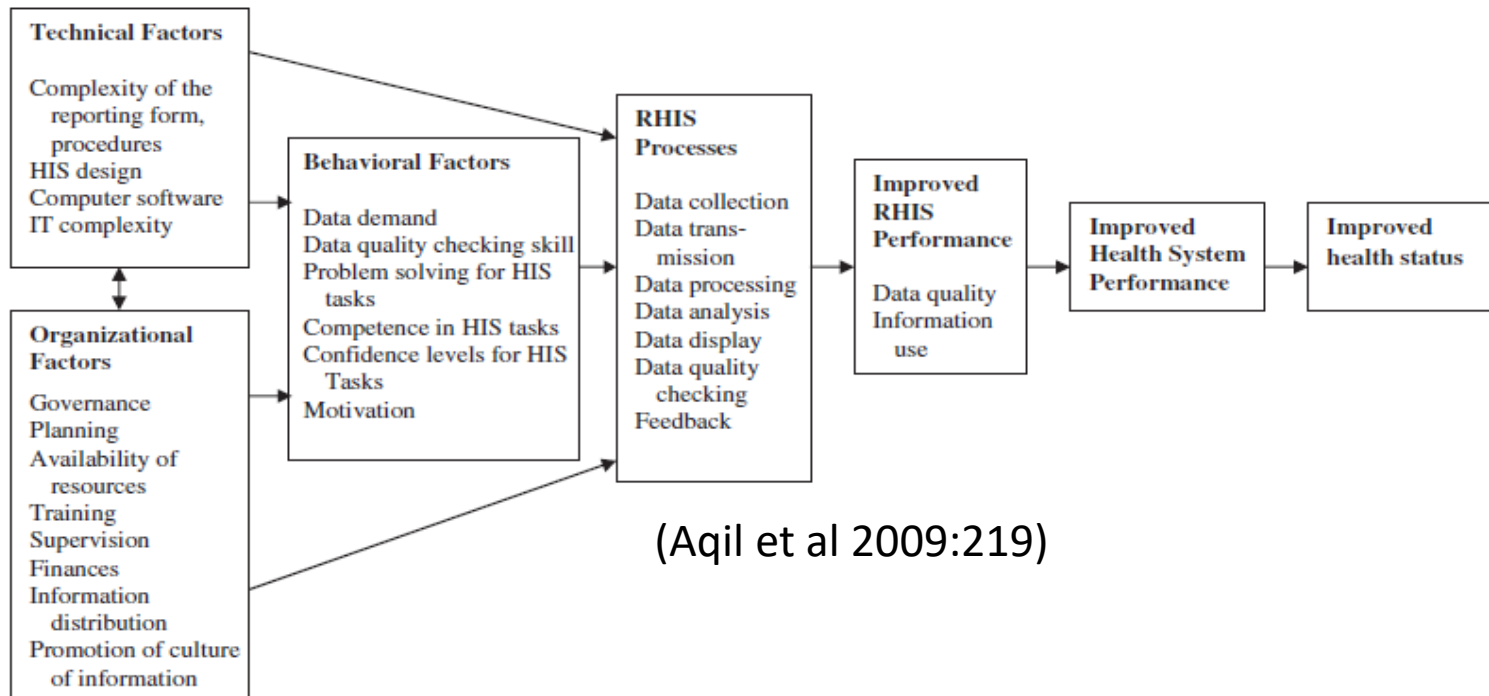 Technical Factors
Complexity of the
reporting form,
procedures
HIS design
Computer software
IT complexity
Organizational
Factors
Governance
Planning
Availability of
resources
Training
Supervision
Finances
Information
distribution
Promotion of culture
of information
Behavioral Factors
Data demand
Data quality checking skill
Problem solving for HIS
tasks
Competence in HIS tasks
Confidence levels for HIS
Tasks
Motivation
RHIS
Processes
Data collection
Data trans-
mission
Data processing
Data analysis
Data display
Data quality
checking
Feedback
Improved
RHIS
Performance
Data quality
Information
use
Improved
Health System
Performance
Improved
health status
(Aqil et al 2009:219)